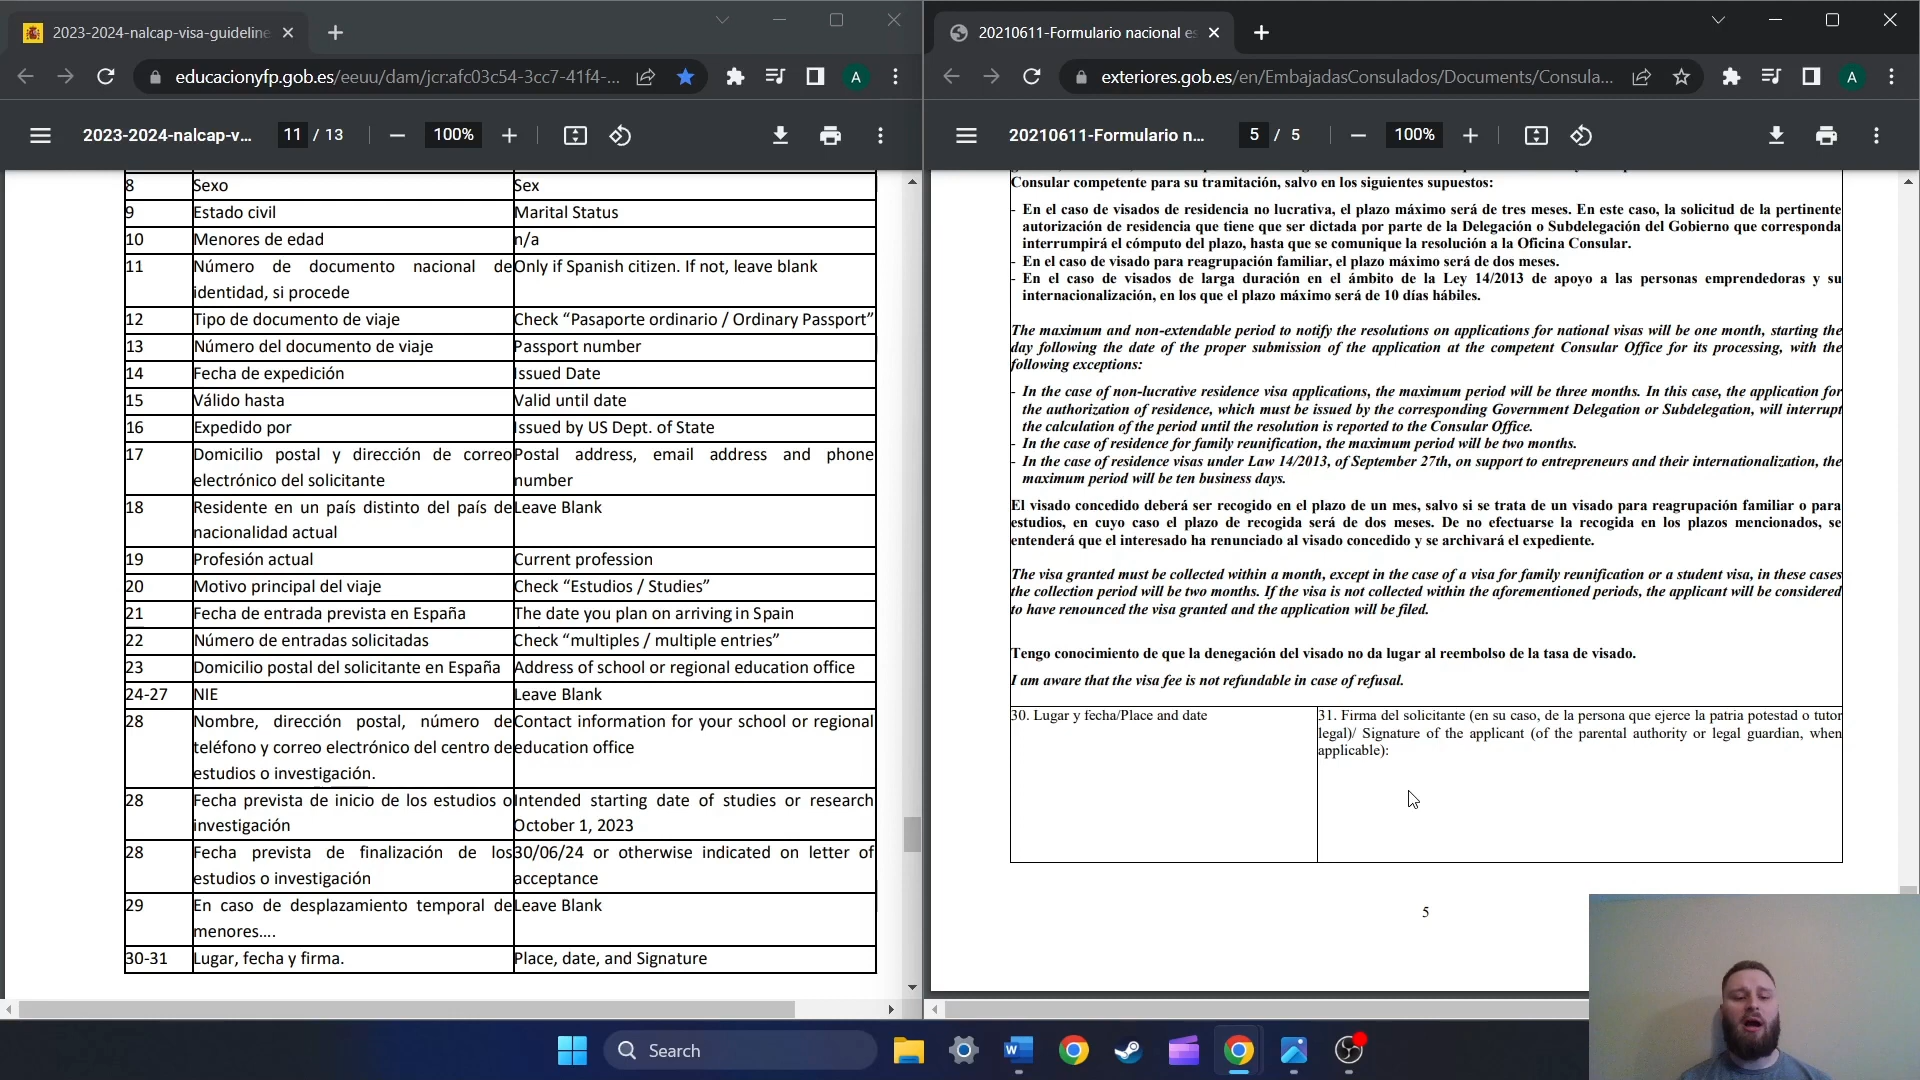 2023-2024-nalcap-visa-guideline
20210611-Formulario nacional es
educacionyfp.gob.es/eeuu/dam/jcr:afc03c54-3cc7-41f4-...
A
exteriores.gob.es/en/EmbajadasConsulados/Documents/Consula...
A
2023-2024-nalcap-v...
11 / 13
100%
20210611-Formulario n...
5 / 5
100%
8 Sexo Sex
9 Estado civil Marital Status
10 Menores de edad n/a
11 Número de documento nacional de Only if Spanish citizen. If not, leave blank
identidad, si procede
12 Tipo de documento de viaje Check “Pasaporte ordinario / Ordinary Passport”
13 Número del documento de viaje Passport number
14 Fecha de expedición Issued Date
15 Válido hasta Valid until date
16 Expedido por Issued by US Dept. of State
17 Domicilio postal y dirección de correo Postal address, email address and phone
electrónico del solicitante number
18 Residente en un país distinto del país de Leave Blank
nacionalidad actual
19 Profesión actual Current profession
20 Motivo principal del viaje Check “Estudios / Studies”
21 Fecha de entrada prevista en España The date you plan on arriving in Spain
22 Número de entradas solicitadas Check “multiples / multiple entries”
23 Domicilio postal del solicitante en España Address of school or regional education office
24-27 NIE Leave Blank
28 Nombre, dirección postal, número de Contact information for your school or regional
teléfono y correo electrónico del centro de education office
estudios o investigación.
28 Fecha prevista de inicio de los estudios o Intended starting date of studies or research
investigación October 1, 2023
28 Fecha prevista de finalización de los 30/06/24 or otherwise indicated on letter of
estudios o investigación acceptance
29 En caso de desplazamiento temporal de Leave Blank
menores....
30-31 Lugar, fecha y firma. Place, date, and Signature
Consular competente para su tramitación, salvo en los siguientes supuestos:
- En el caso de visados de residencia no lucrativa, el plazo máximo será de tres meses. En este caso, la solicitud de la pertinente
autorización de residencia que tiene que ser dictada por parte de la Delegación o Subdelegación del Gobierno que corresponda
interrumpirá el cómputo del plazo, hasta que se comunique la resolución a la Oficina Consular.
- En el caso de visado para reagrupación familiar, el plazo máximo será de dos meses.
- En el caso de visados de larga duración en el ámbito de la Ley 14/2013 de apoyo a las personas emprendedoras y su
internacionalización, en los que el plazo máximo será de 10 días hábiles.
The maximum and non-extendable period to notify the resolutions on applications for national visas will be one month, starting the
day following the date of the proper submission of the application at the competent Consular Office for its processing, with the
following exceptions:
- In the case of non-lucrative residence visa applications, the maximum period will be three months. In this case, the application for
the authorization of residence, which must be issued by the corresponding Government Delegation or Subdelegation, will interrupt
the calculation of the period until the resolution is reported to the Consular Office.
- In the case of residence for family reunification, the maximum period will be two months.
- In the case of residence visas under Law 14/2013, of September 27th, on support to entrepreneurs and their internationalization, the
maximum period will be ten business days.
El visado concedido deberá ser recogido en el plazo de un mes, salvo si se trata de un visado para reagrupación familiar o para
estudios, en cuyo caso el plazo de recogida será de dos meses. De no efectuarse la recogida en los plazos mencionados, se
entenderá que el interesado ha renunciado al visado concedido y se archivará el expediente.
The visa granted must be collected within a month, except in the case of a visa for family reunification or a student visa, in these cases
the collection period will be two months. If the visa is not collected within the aforementioned periods, the applicant will be considered
to have renounced the visa granted and the application will be filed.
Tengo conocimiento de que la denegación del visado no da lugar al reembolso de la tasa de visado.
I am aware that the visa fee is not refundable in case of refusal.
30. Lugar y fecha/Place and date
31. Firma del solicitante (en su caso, de la persona que ejerce la patria potestad o tutor
legal)/ Signature of the applicant (of the parental authority or legal guardian, when
applicable):
5
Search